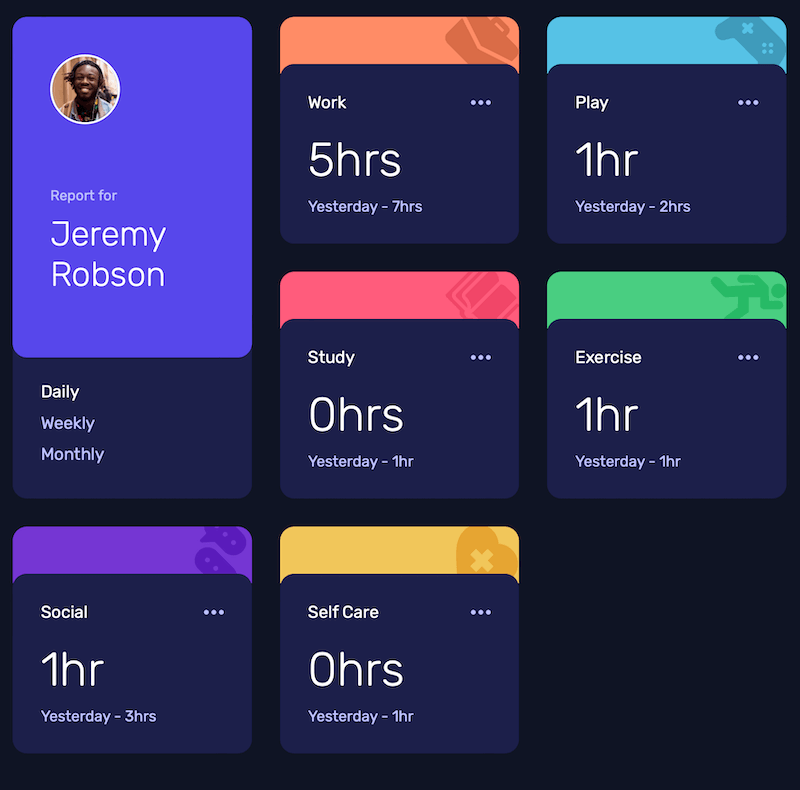 Report for
Jeremy
Robson
Daily
Weekly
Monthly
Work
5hrs
Yesterday - 7hrs
Play
1hr
Yesterday - 2hrs
Study
0hrs
Yesterday - 1hr
Exercise
1hr
Yesterday - 1hr
Social
1hr
Yesterday - 3hrs
Self Care
0hrs
Yesterday - 1hr